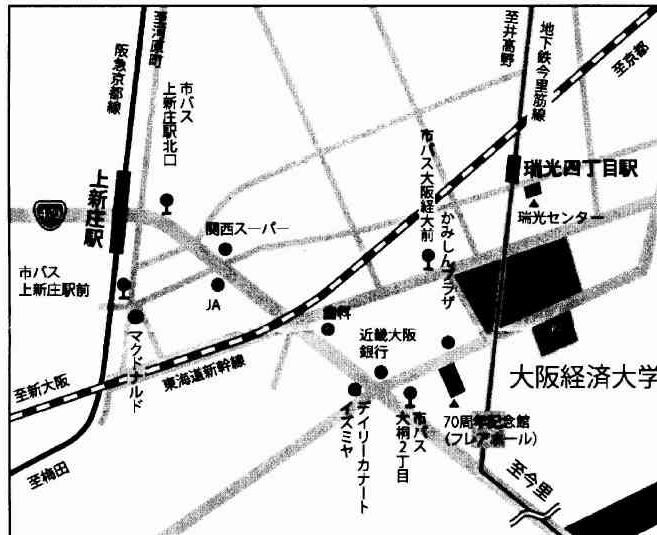 至河原町
阪急京都線
市バス
上新庄駅北口
上新庄駅
市バス
上新庄駅前
関西スーパー
JA
マクドナルド
至新大阪
東海道新幹線
至梅田
至井高野
地下鉄今里筋線
至京都
瑞光四丁目駅
瑞光センター
市バス大阪経大前
かみしんプラザ
歯科
近畿大阪
銀行
大阪経済大学
70周年記念館
(フレアホール)
市バス
大桐2丁目
デイリーカナート
イズミヤ
至今里